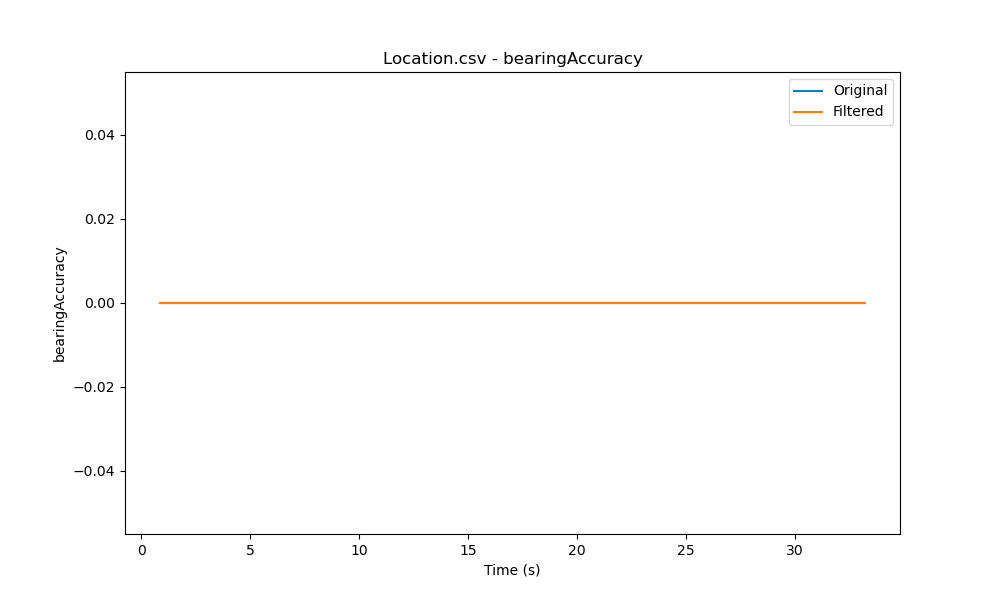 Location.csv - bearingAccuracy
Original
Filtered
0.04
0.02
0.00
−0.02
−0.04
bearingAccuracy
0
5
10
15
20
25
30
Time (s)